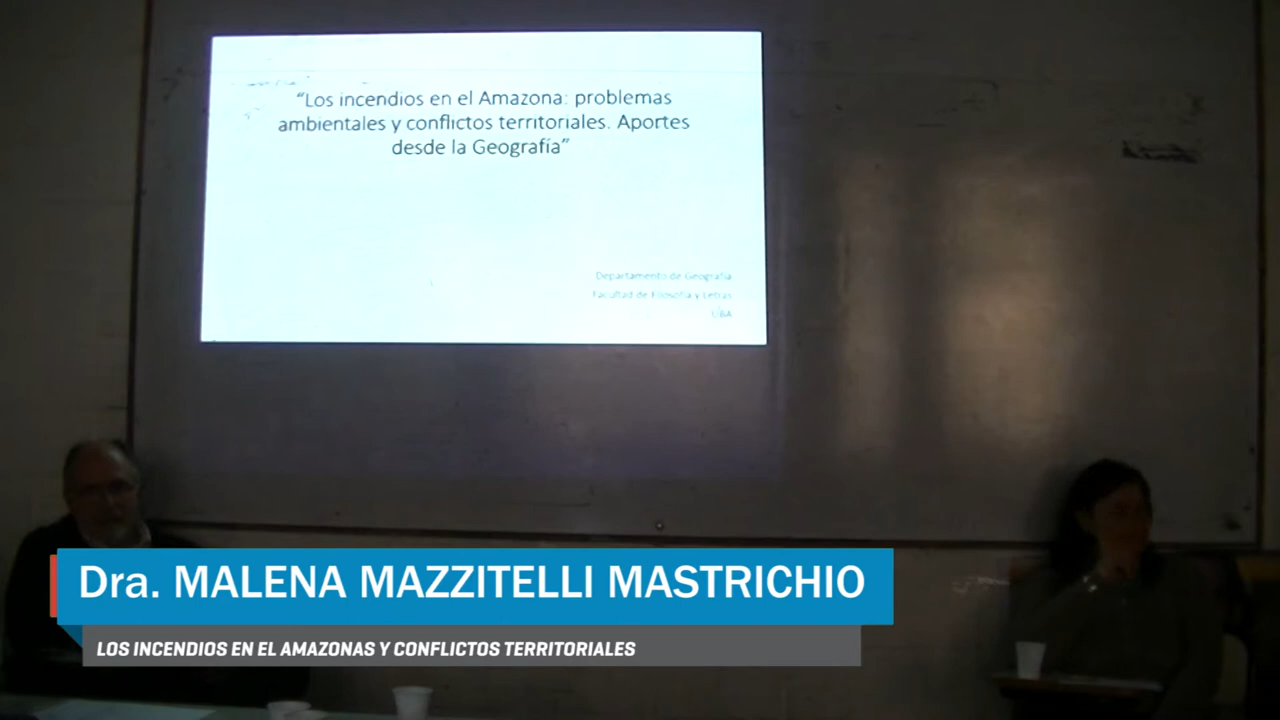 “Los incendios en el Amazona: problemas
ambientales y conflictos territoriales. Aportes
desde la Geografía”
Departamento de Geografía
Facultad de Filosofía y Letras
UBA
Dra. MALENA MAZZITELLI MASTRICHIO
LOS INCENDIOS EN EL AMAZONAS Y CONFLICTOS TERRITORIALES